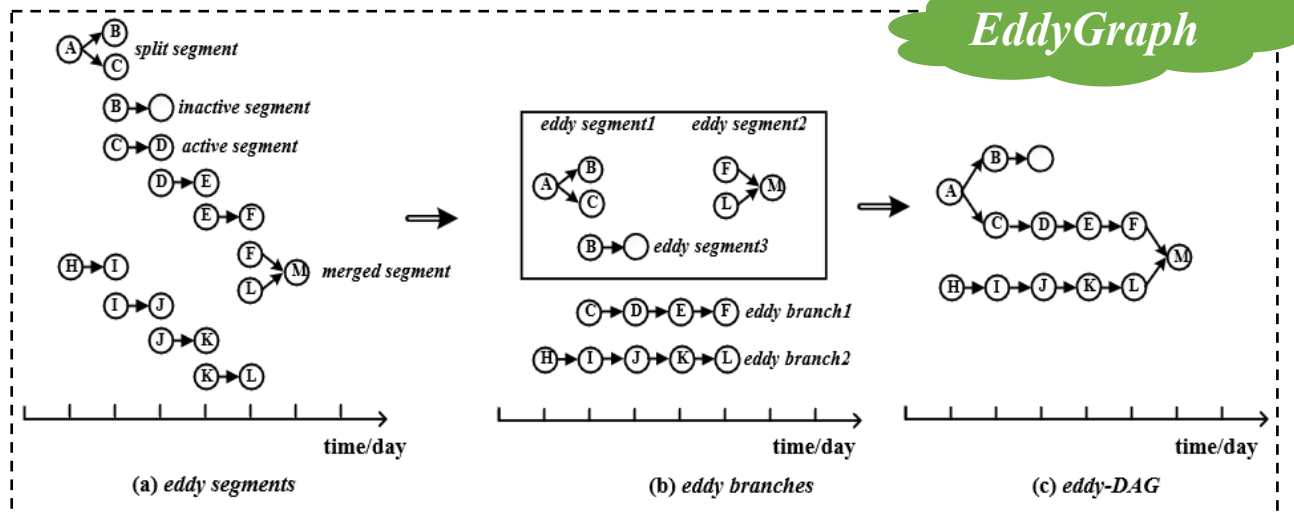 EddyGraph
B
A
split segment
C
B inactive segment
C D active segment
D E
E F
F
H I
M merged segment
L
I J
J K
K L
time/day
(a) eddy segments
eddy segment1 eddy segment2
B F
A M
C L
B eddy segment3
C D E F eddy branch1
H I J K L eddy branch2
time/day
(b) eddy branches
B
A
C D E F
M
H I J K L
time/day
(c) eddy-DAG